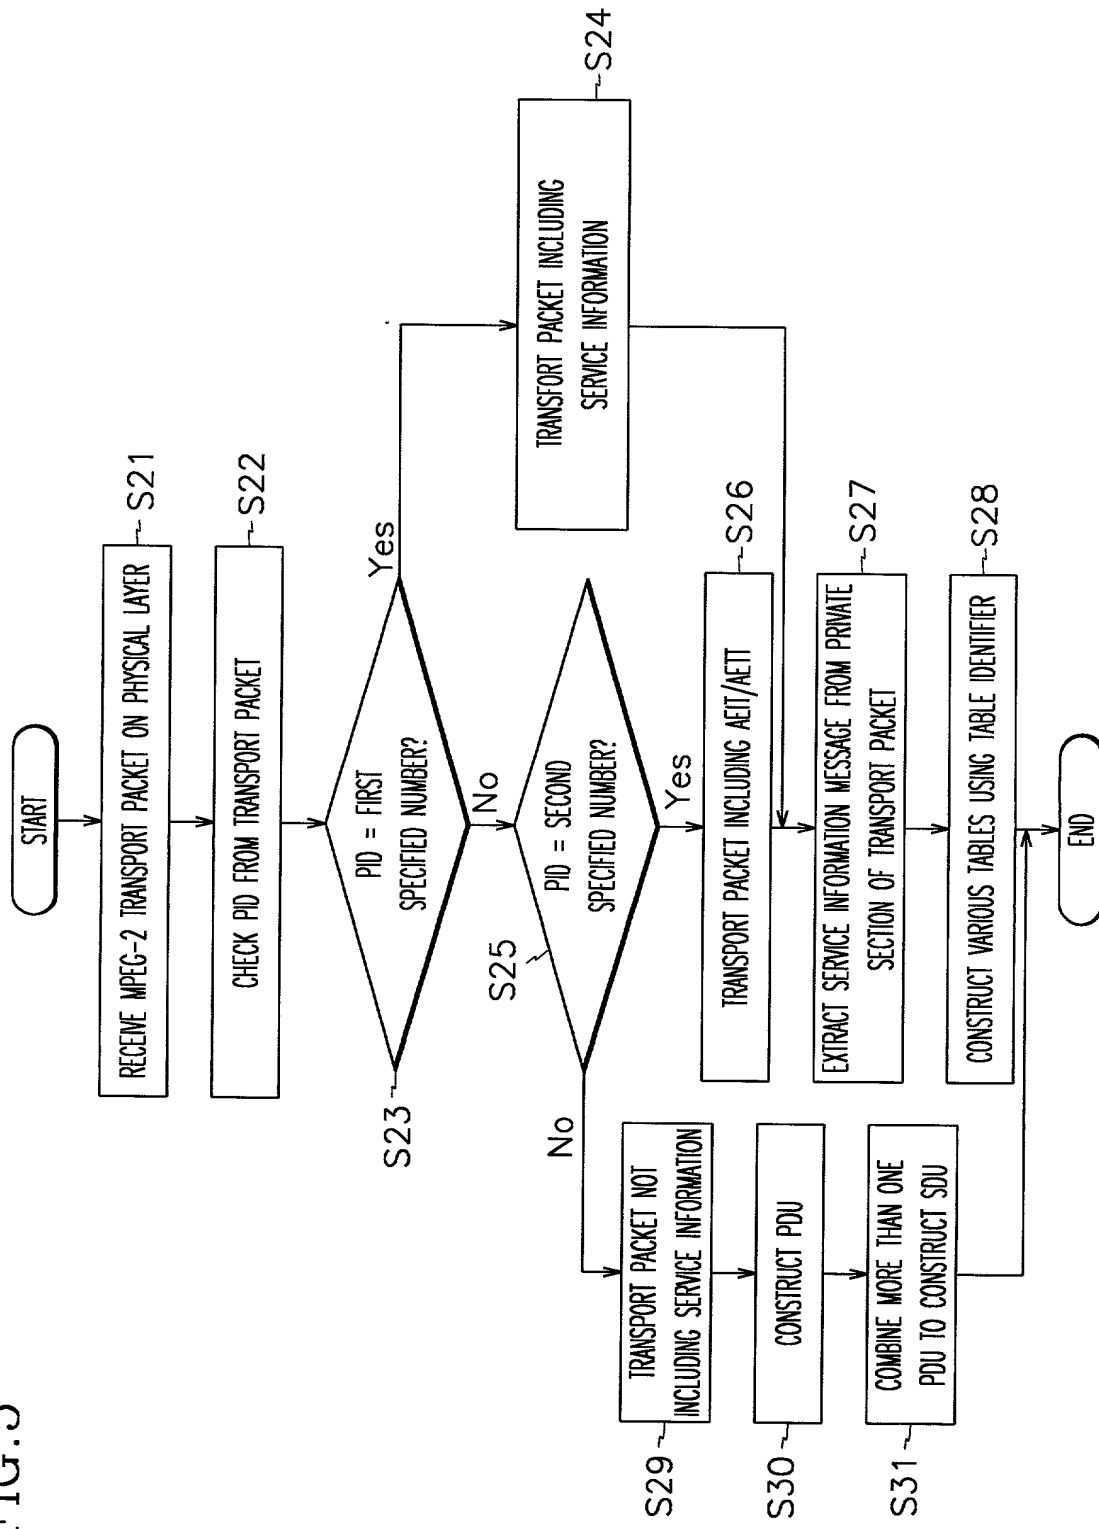 FIG.3
START
RECEIVE MPEG-2 TRANSPORT PACKET ON PHYSICAL LAYER
S21
CHECK PID FROM TRANSPORT PACKET
S22
PID = FIRST
SPECIFIED NUMBER?
S23
Yes
No
TRANSFORT PACKET INCLUDING
SERVICE INFORMATION
S24
PID = SECOND
SPECIFIED NUMBER?
S25
No
Yes
TRANSPORT PACKET INCLUDING AEIT/AETT
S26
EXTRACT SERVICE INFORMATION MESSAGE FROM PRIVATE
SECTION OF TRANSPORT PACKET
S27
CONSTRUCT VARIOUS TABLES USING TABLE IDENTIFIER
S28
TRANSPORT PACKET NOT
INCLUDING SERVICE INFORMATION
S29
CONSTRUCT PDU
S30
COMBINE MORE THAN ONE
PDU TO CONSTRUCT SDU
S31
END